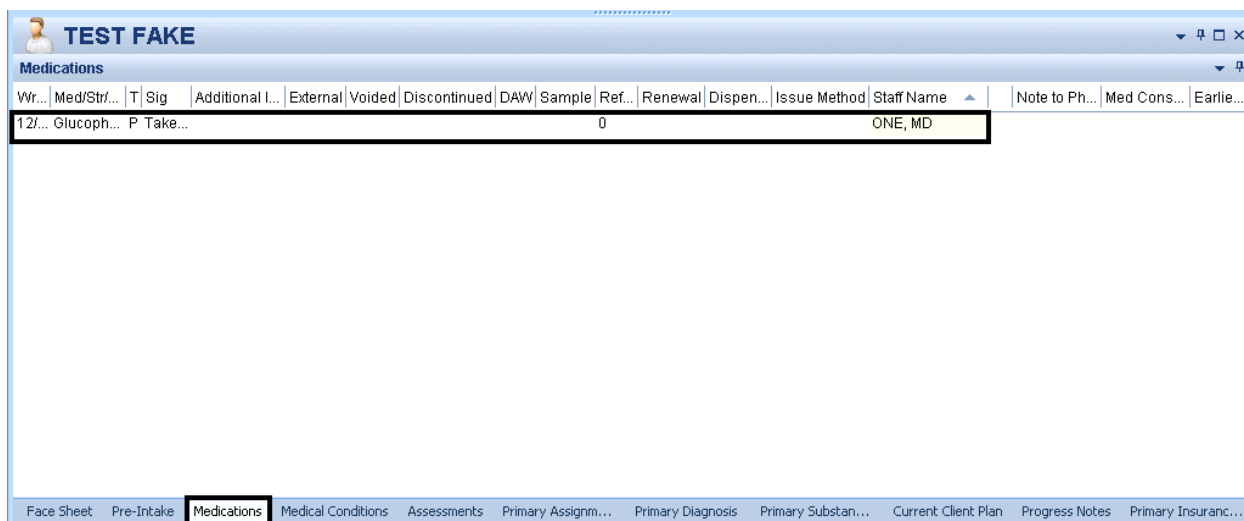 TEST FAKE
Medications
Wr... Med/Str/... T Sig Additional I... External Voided Discontinued DAW Sample Ref... Renewal Dispen... Issue Method Staff Name Note to Ph... Med Cons... Earlie...
12/... Glucoph... P Take... 0 ONE, MD
Face Sheet Pre-Intake Medications Medical Conditions Assessments Primary Assignm... Primary Diagnosis Primary Substan... Current Client Plan Progress Notes Primary Insuranc...